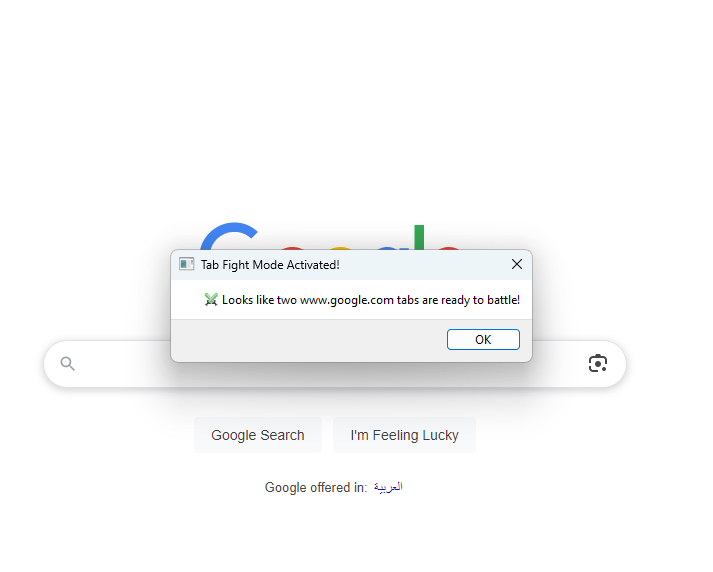 Google
Tab Fight Mode Activated!
Looks like two www.google.com tabs are ready to battle!
OK
Google Search
I'm Feeling Lucky
Google offered in: العربية